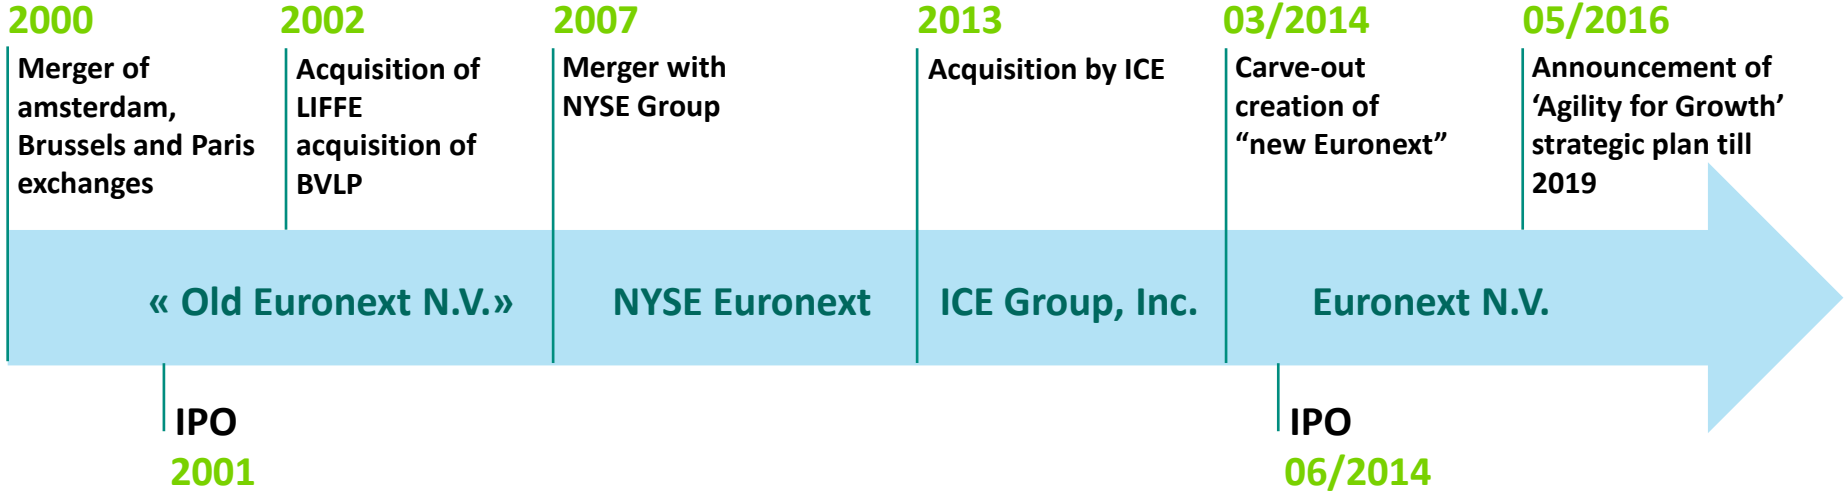 2000
Merger of
amsterdam,
Brussels and Paris
exchanges
2002
Acquisition of
LIFFE
acquisition of
BVLP
2007
Merger with
NYSE Group
2013
Acquisition by ICE
03/2014
Carve-out
creation of
“new Euronext”
05/2016
Announcement of
‘Agility for Growth’
strategic plan till
2019
« Old Euronext N.V.»
NYSE Euronext
ICE Group, Inc.
Euronext N.V.
IPO
2001
IPO
06/2014